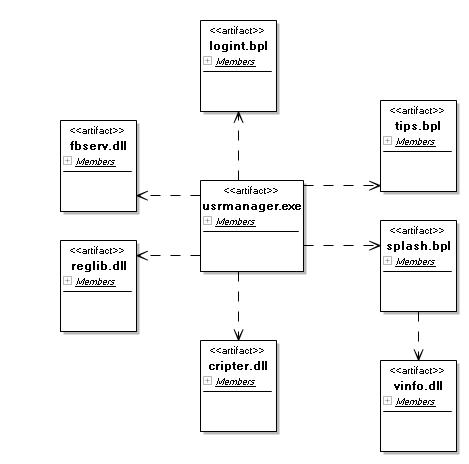 <<artifact>>
logint.bpl
Members
<<artifact>>
tips.bpl
Members
<<artifact>>
fbserv.dll
Members
<<artifact>>
usrmanager.exe
Members
<<artifact>>
splash.bpl
Members
<<artifact>>
reglib.dll
Members
<<artifact>>
cripter.dll
Members
<<artifact>>
vinfo.dll
Members